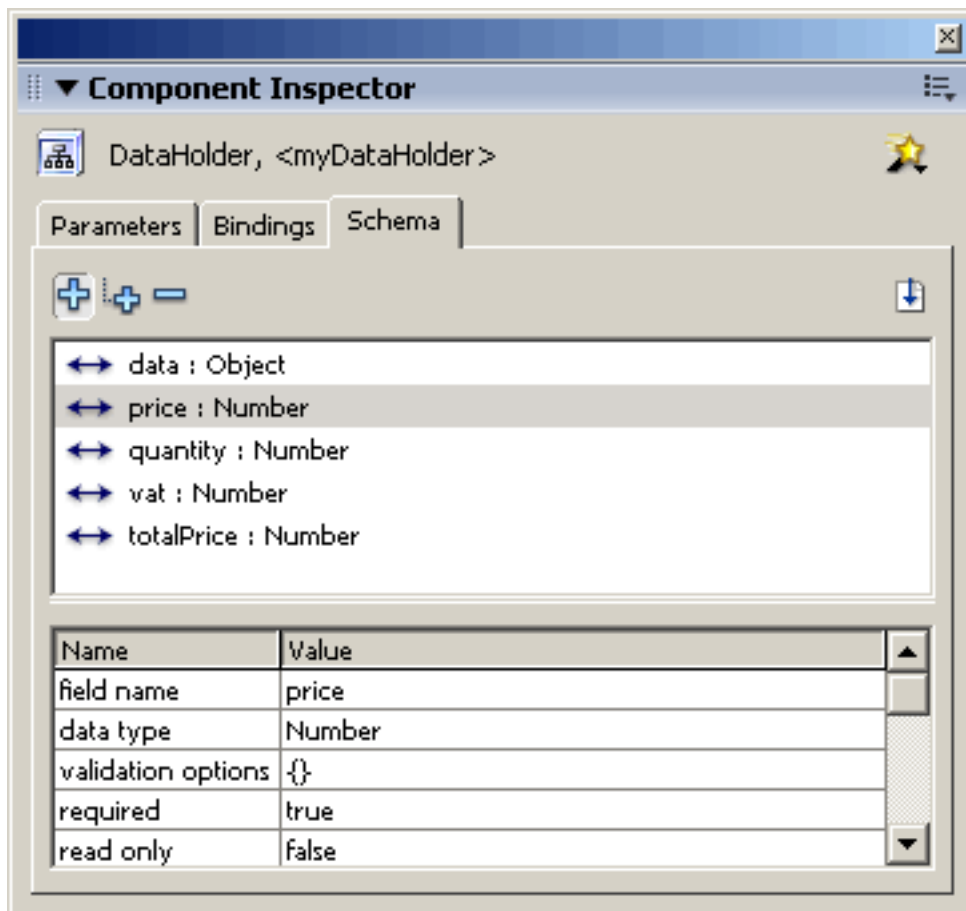 Component Inspector
DataHolder, <myDataHolder>
Parameters Bindings Schema
data : Object
price : Number
quantity : Number
vat : Number
totalPrice : Number
Name Value
field name price
data type Number
validation options {}
required true
read only false